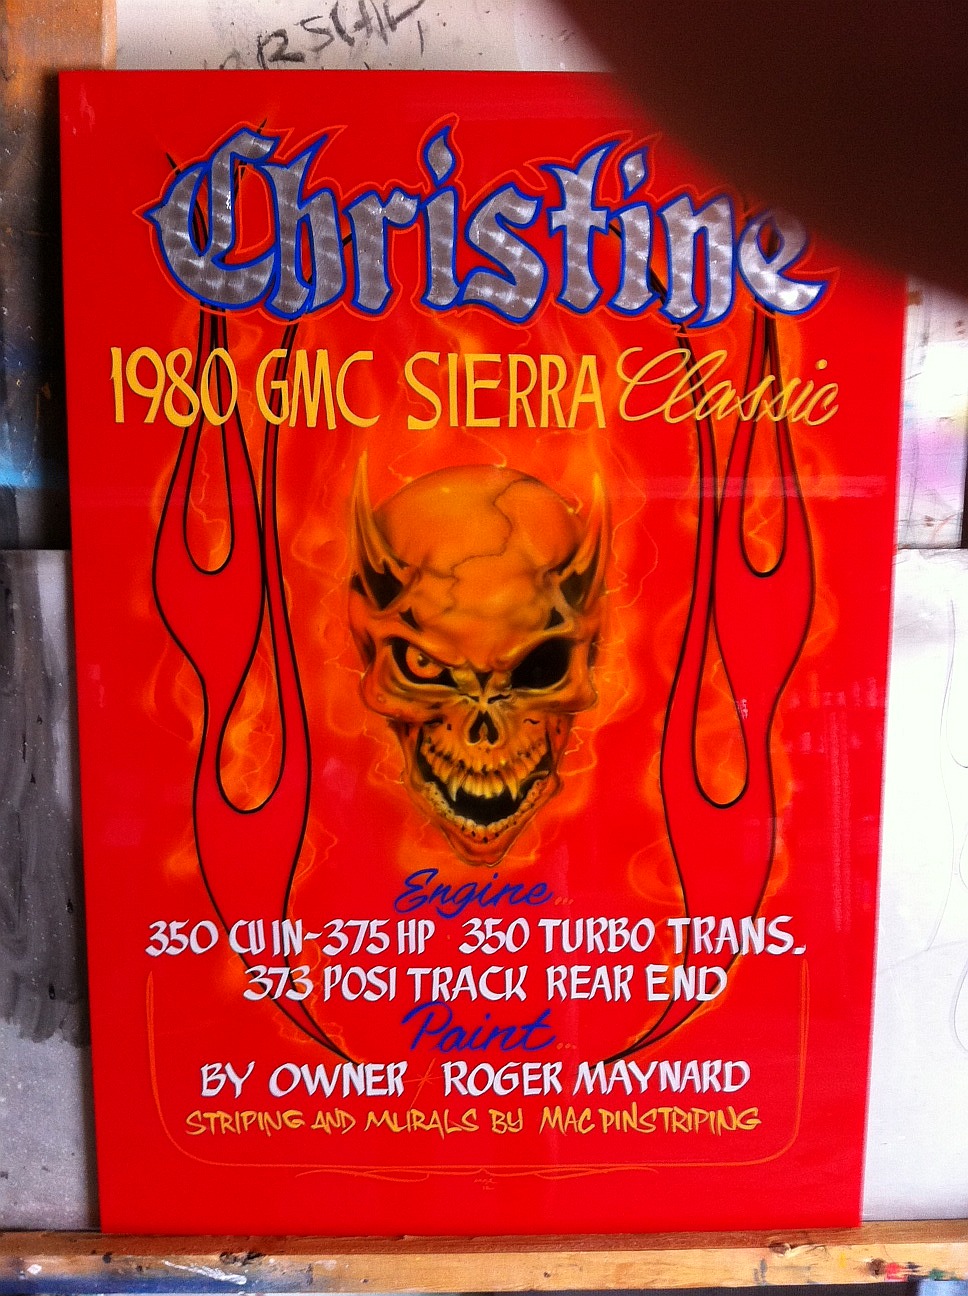 Christine
1980 GMC SIERRA Classic
Engine...
350 CU IN-375 HP 350 TURBO TRANS.
373 POSI TRACK REAR END
Paint...
BY OWNER ROGER MAYNARD
STRIPING AND MURALS BY MAC PINSTRIPING